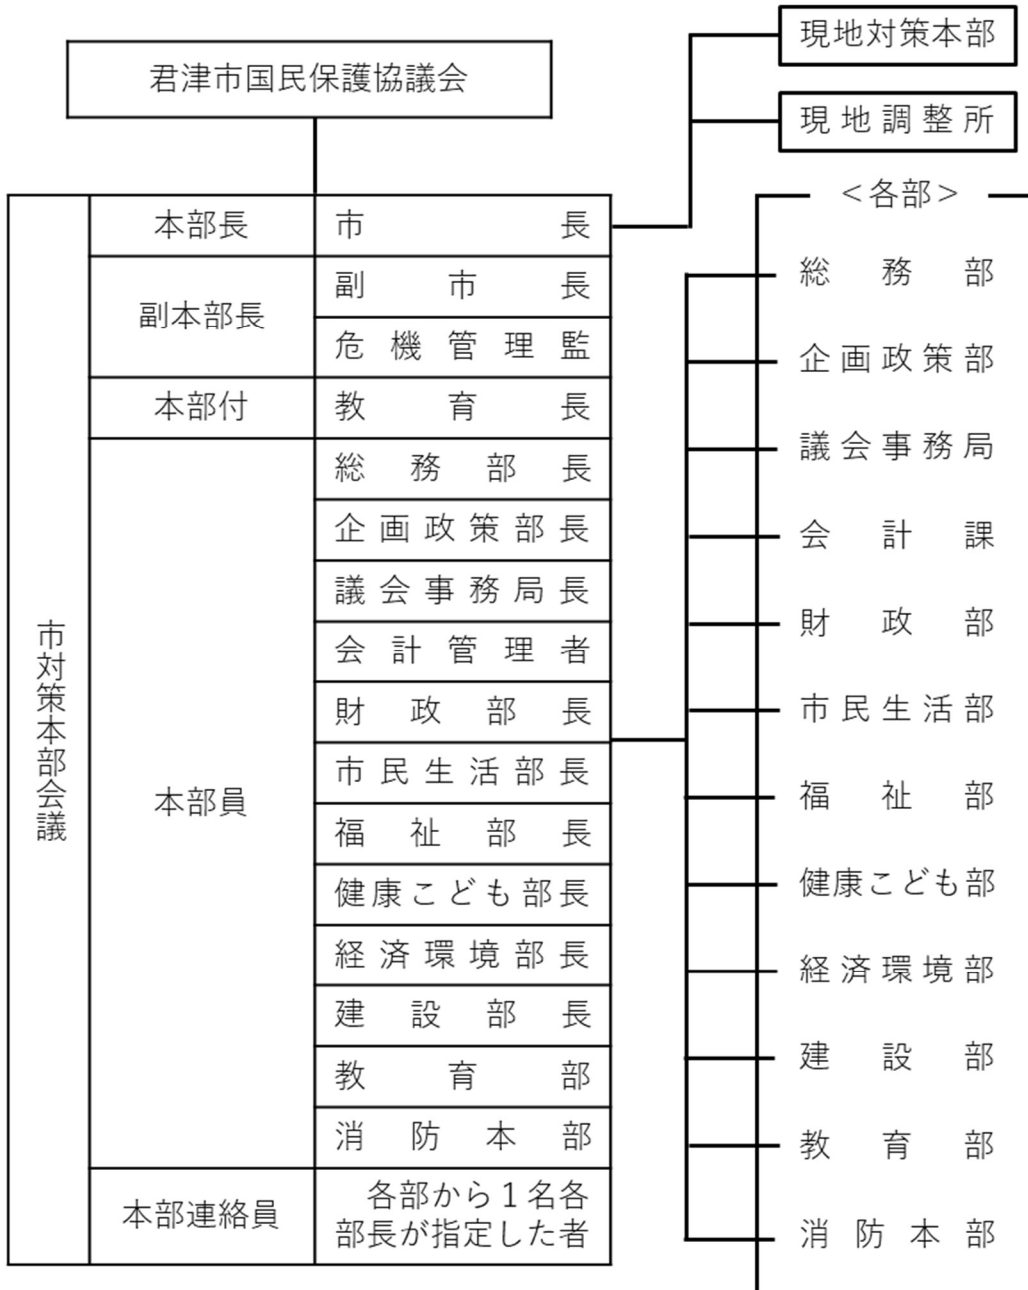 君津市国民保護協議会
現地対策本部
現地調整所
市対策本部会議
本部長
市長
副本部長
副市長
危機管理監
本部付
教育長
本部員
総務部長
企画政策部長
議会事務局長
会計管理者
財政部長
市民生活部長
福祉部長
健康こども部長
経済環境部長
建設部長
教育部
消防本部
本部連絡員
各部から１名各
部長が指定した者
＜各部＞
総務部
企画政策部
議会事務局
会計課
財政部
市民生活部
福祉部
健康こども部
経済環境部
建設部
教育部
消防本部